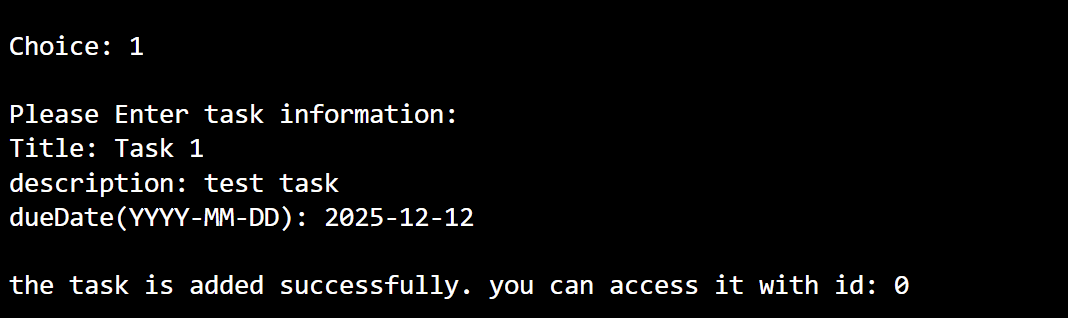 Choice: 1
Please Enter task information:
Title: Task 1
description: test task
dueDate(YYYY-MM-DD): 2025-12-12
the task is added successfully. you can access it with id: 0